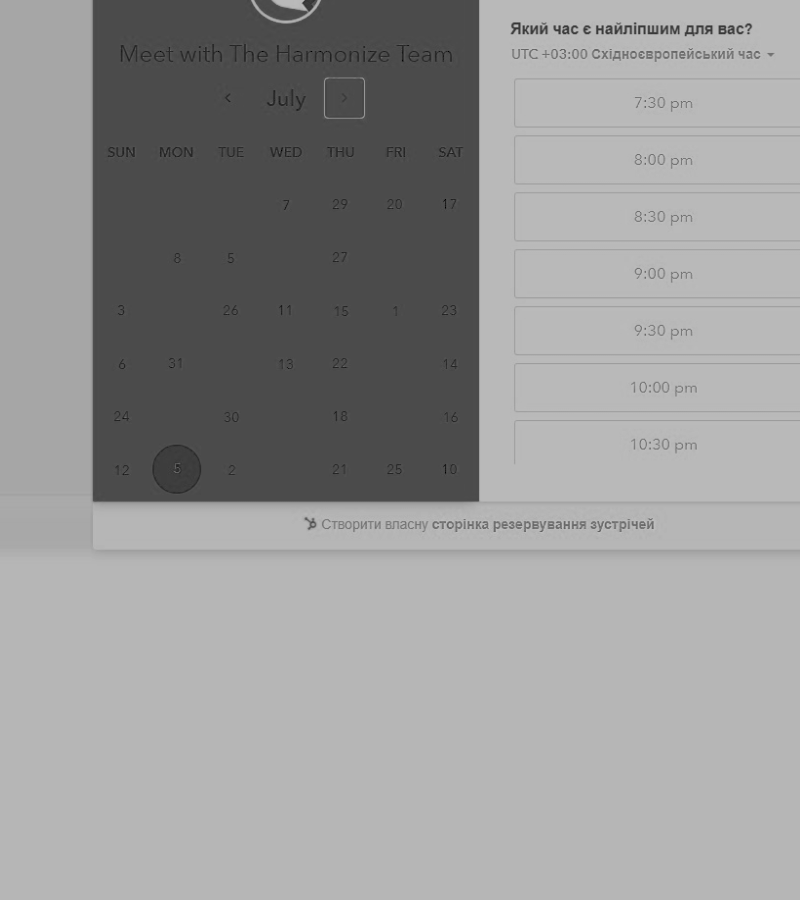 Meet with The Harmonize Team
July
SUN MON TUE WED THU FRI SAT
7 29 20 17
8 5 27
3 26 11 15 1 23
6 31 13 22 14
24 30 18 16
12 5 2 21 25 10
Який час є найліпшим для вас?
UTC +03:00 Східноєвропейський час
7:30 pm
8:00 pm
8:30 pm
9:00 pm
9:30 pm
10:00 pm
10:30 pm
Створити власну сторінка резервування зустрічей